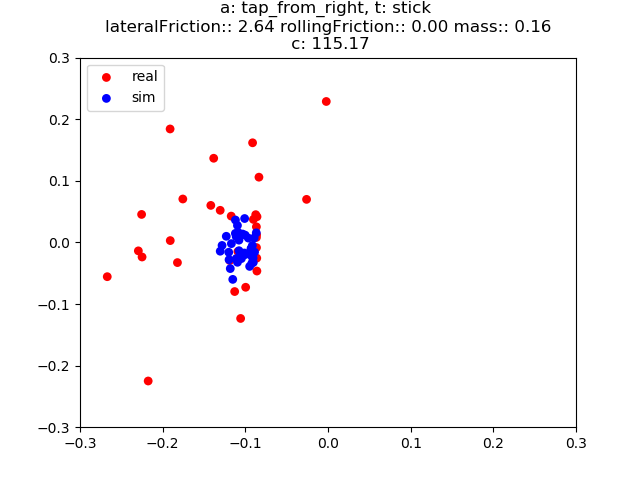 a: tap_from_right, t: stick
lateralFriction:: 2.64 rollingFriction:: 0.00 mass:: 0.16
c: 115.17
real
sim
0.3
0.2
0.1
0.0
−0.1
−0.2
−0.3
−0.3 −0.2 −0.1 0.0 0.1 0.2 0.3